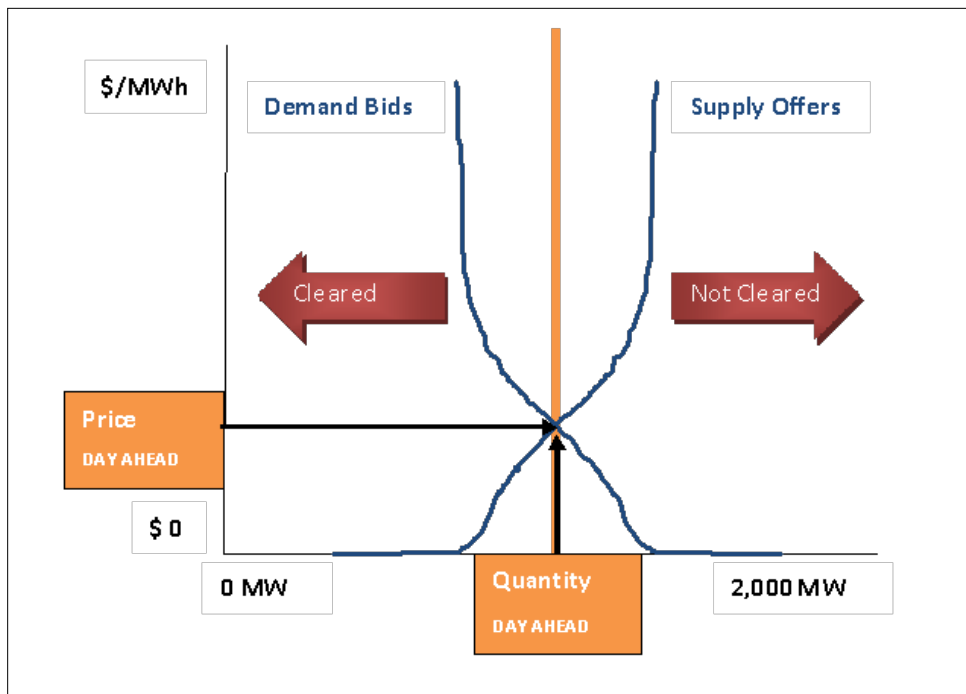 $/MWh
Demand Bids
Supply Offers
Cleared
Not Cleared
Price
DAY AHEAD
$ 0
0 MW
Quantity
DAY AHEAD
2,000 MW